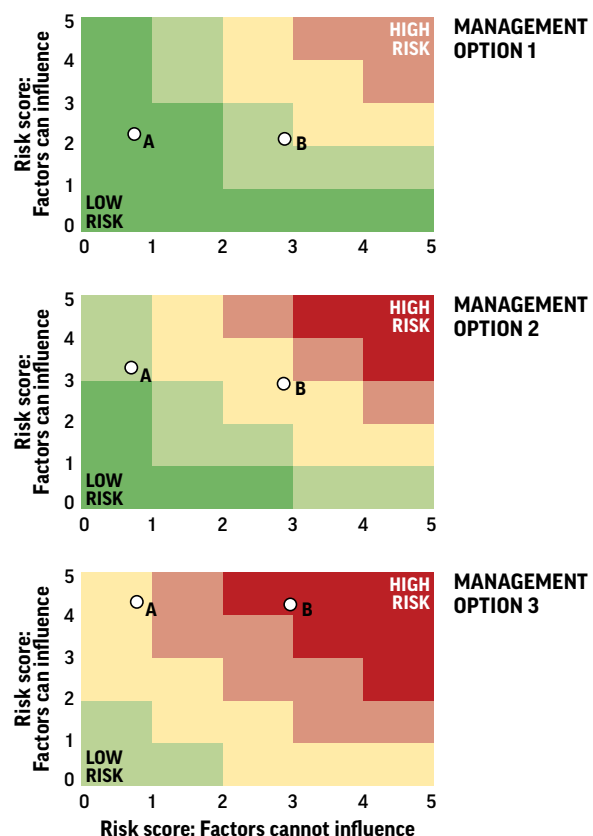 MANAGEMENT
OPTION 1
Risk score:
Factors can influence
5
4
3
2
1
0
HIGH
RISK
A
B
LOW
RISK
0 1 2 3 4 5
MANAGEMENT
OPTION 2
Risk score:
Factors can influence
5
4
3
2
1
0
HIGH
RISK
A
B
LOW
RISK
0 1 2 3 4 5
MANAGEMENT
OPTION 3
Risk score:
Factors can influence
5
4
3
2
1
0
HIGH
RISK
A
B
LOW
RISK
0 1 2 3 4 5
Risk score: Factors cannot influence